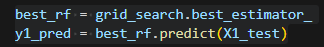 best_rf = grid_search.best_estimator_
y1_pred = best_rf.predict(X1_test)